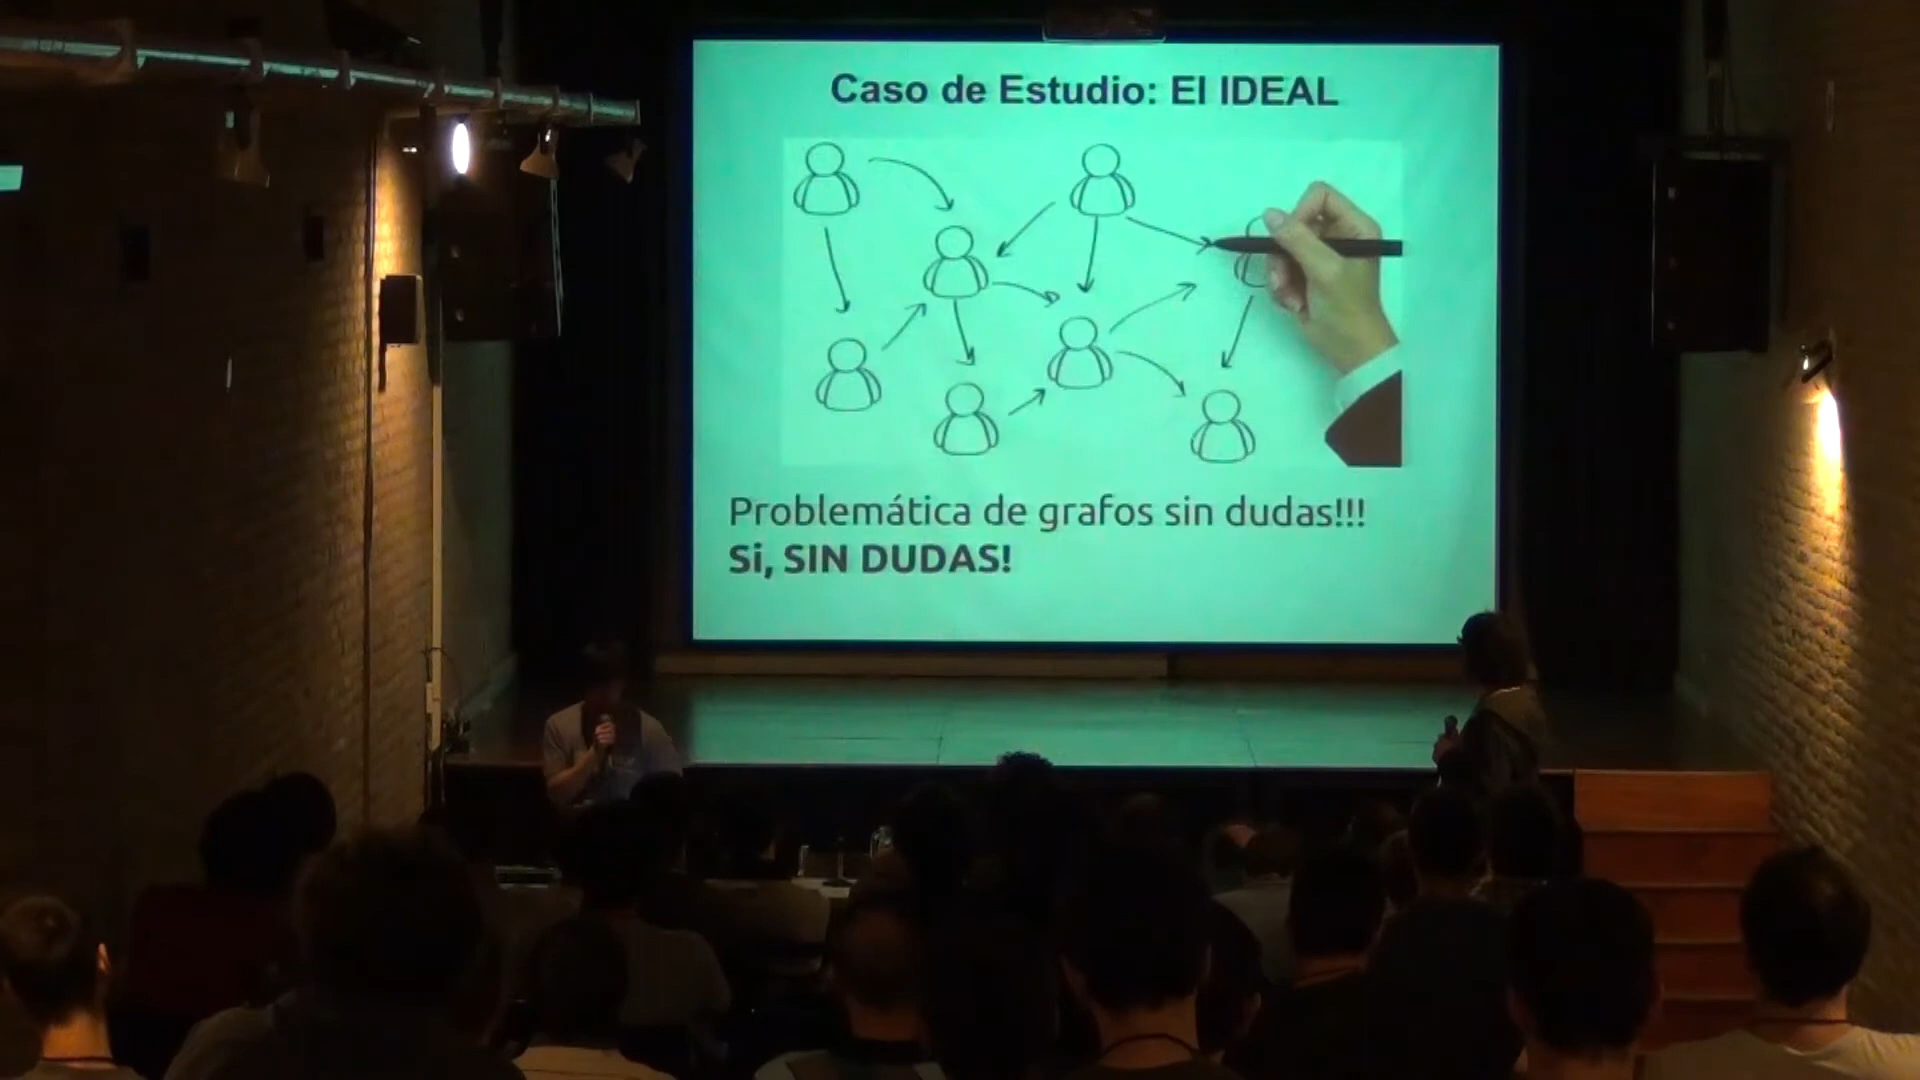 Caso de Estudio: El IDEAL
Problemática de grafos sin dudas!!!
Si, SIN DUDAS!